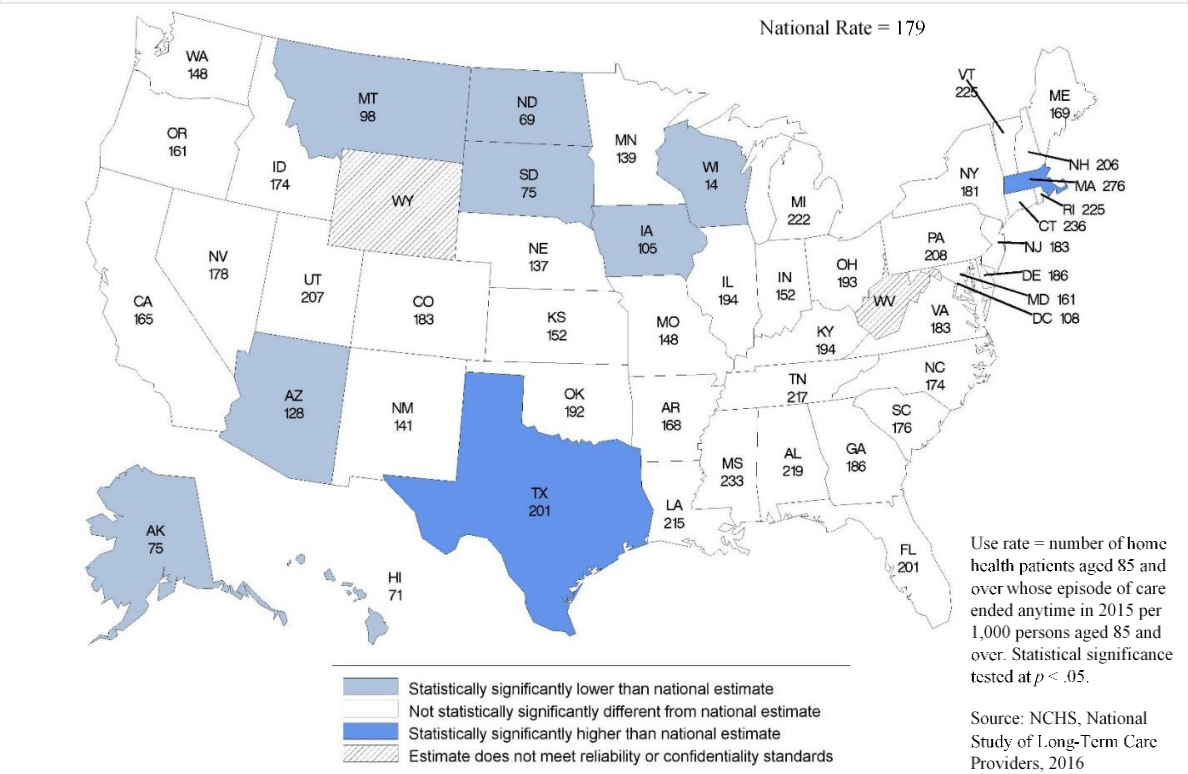 National Rate = 179
WA
148
MT
98
ND
69
MN
139
VT
225
ME
169
OR
161
ID
174
WY
SD
75
WI
14
MI
222
NY
181
NH 206
MA 276
RI 225
CT 236
NJ 183
DE 186
MD 161
DC 108
NV
178
UT
207
CO
183
NE
137
IA
105
IL
194
IN
152
OH
193
PA
208
WV
VA
183
CA
165
KS
152
MO
148
KY
194
NC
174
TN
217
SC
176
AZ
128
NM
141
OK
192
AR
168
MS
233
AL
219
GA
186
TX
201
LA
215
FL
201
AK
75
HI
71
Use rate = number of home
health patients aged 85 and
over whose episode of care
ended anytime in 2015 per
1,000 persons aged 85 and
over. Statistical significance
tested at p < .05.
Source: NCHS, National
Study of Long-Term Care
Providers, 2016
Statistically significantly lower than national estimate
Not statistically significantly different from national estimate
Statistically significantly higher than national estimate
Estimate does not meet reliability or confidentiality standards